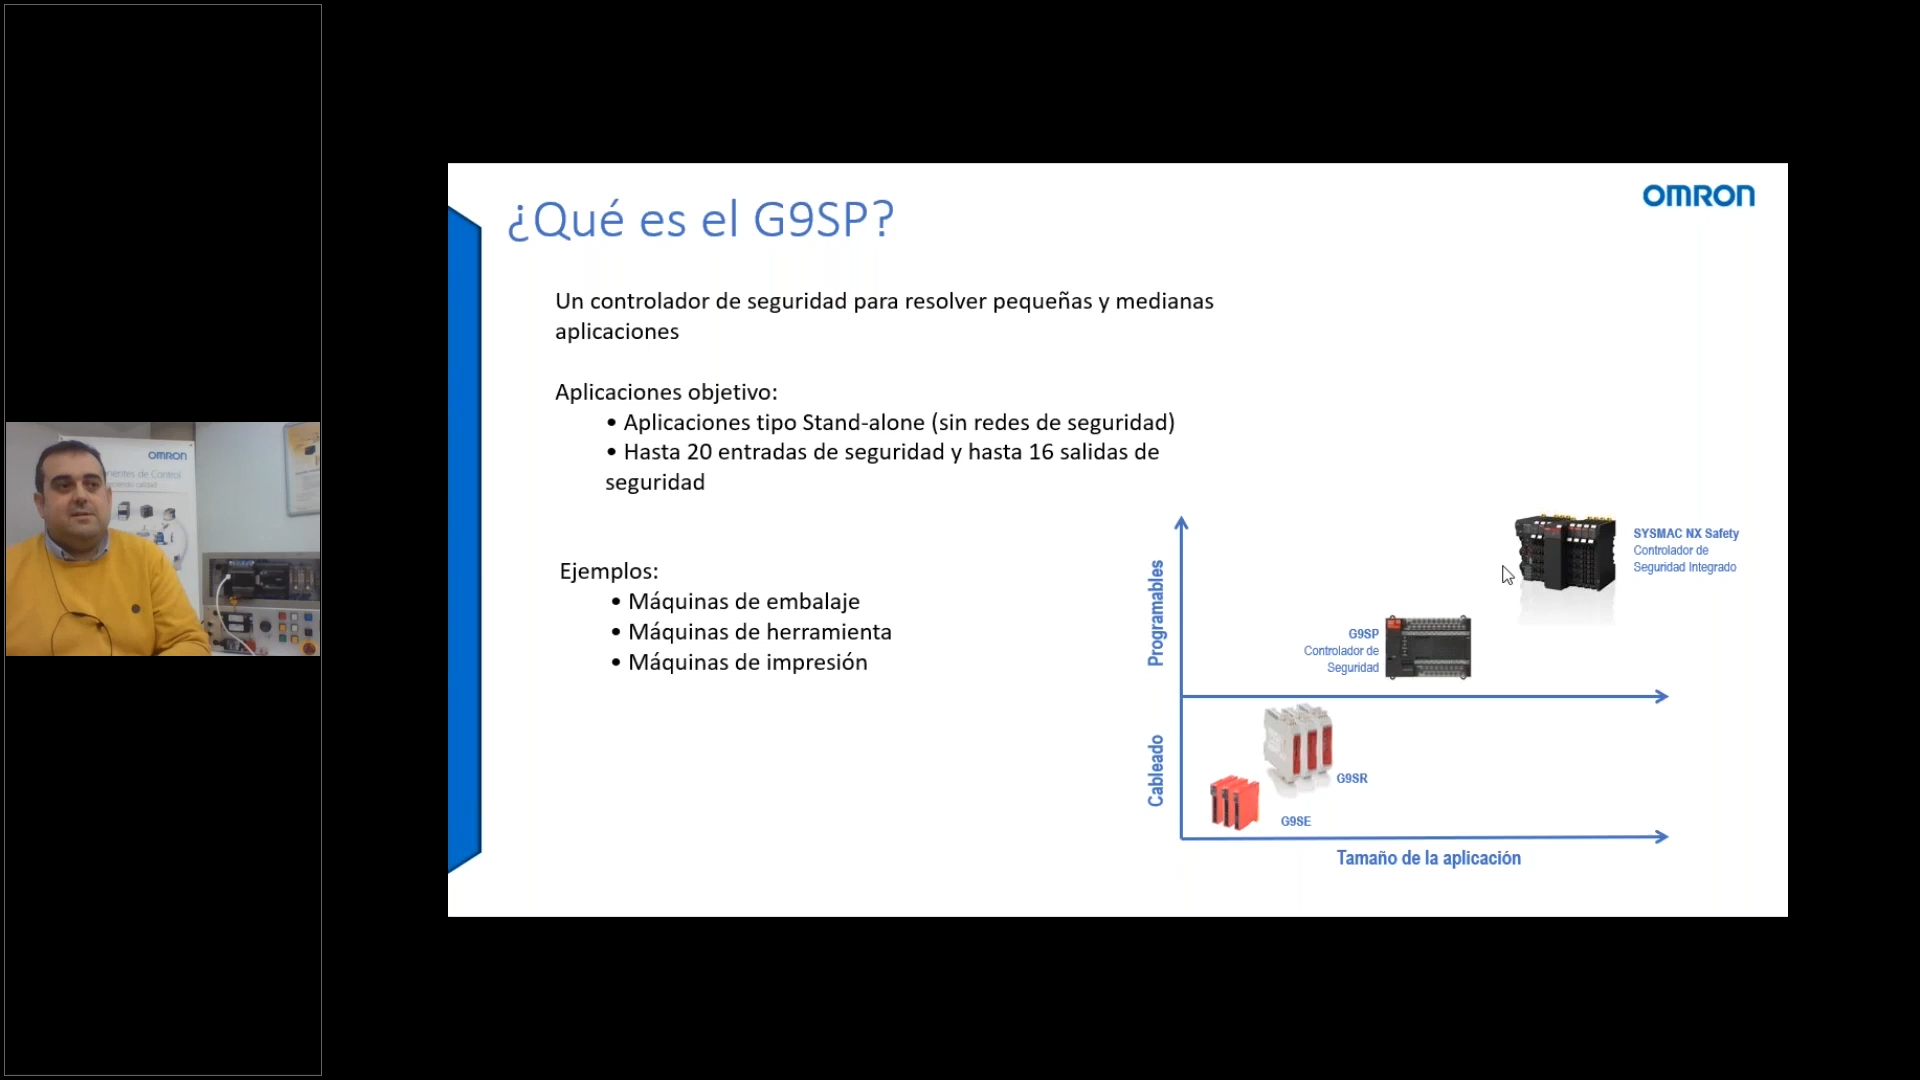 OMRON
¿Qué es el G9SP?
Un controlador de seguridad para resolver pequeñas y medianas
aplicaciones
Aplicaciones objetivo:
• Aplicaciones tipo Stand-alone (sin redes de seguridad)
• Hasta 20 entradas de seguridad y hasta 16 salidas de
seguridad
Ejemplos:
• Máquinas de embalaje
• Máquinas de herramienta
• Máquinas de impresión
Programables
Cableado
SYSMAC NX Safety
Controlador de
Seguridad Integrado
G9SP
Controlador de
Seguridad
G9SR
G9SE
Tamaño de la aplicación
OMRON
de Control
calidad